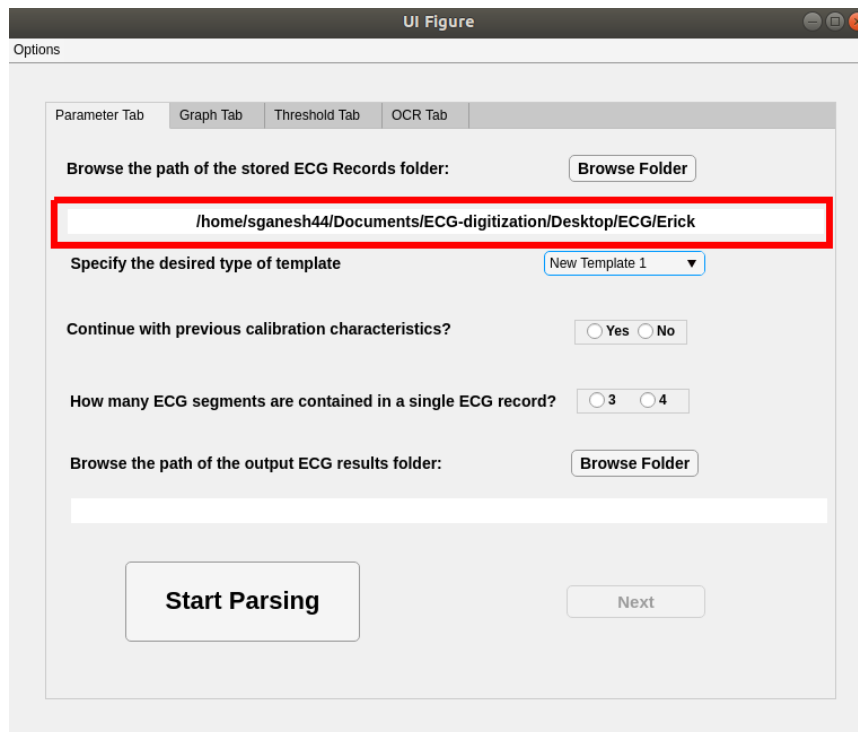 UI Figure
Options
Parameter Tab Graph Tab Threshold Tab OCR Tab
Browse the path of the stored ECG Records folder: Browse Folder
/home/sganesh44/Documents/ECG-digitization/Desktop/ECG/Erick
Specify the desired type of template New Template 1
Continue with previous calibration characteristics? Yes No
How many ECG segments are contained in a single ECG record? 3 4
Browse the path of the output ECG results folder: Browse Folder
Start Parsing Next